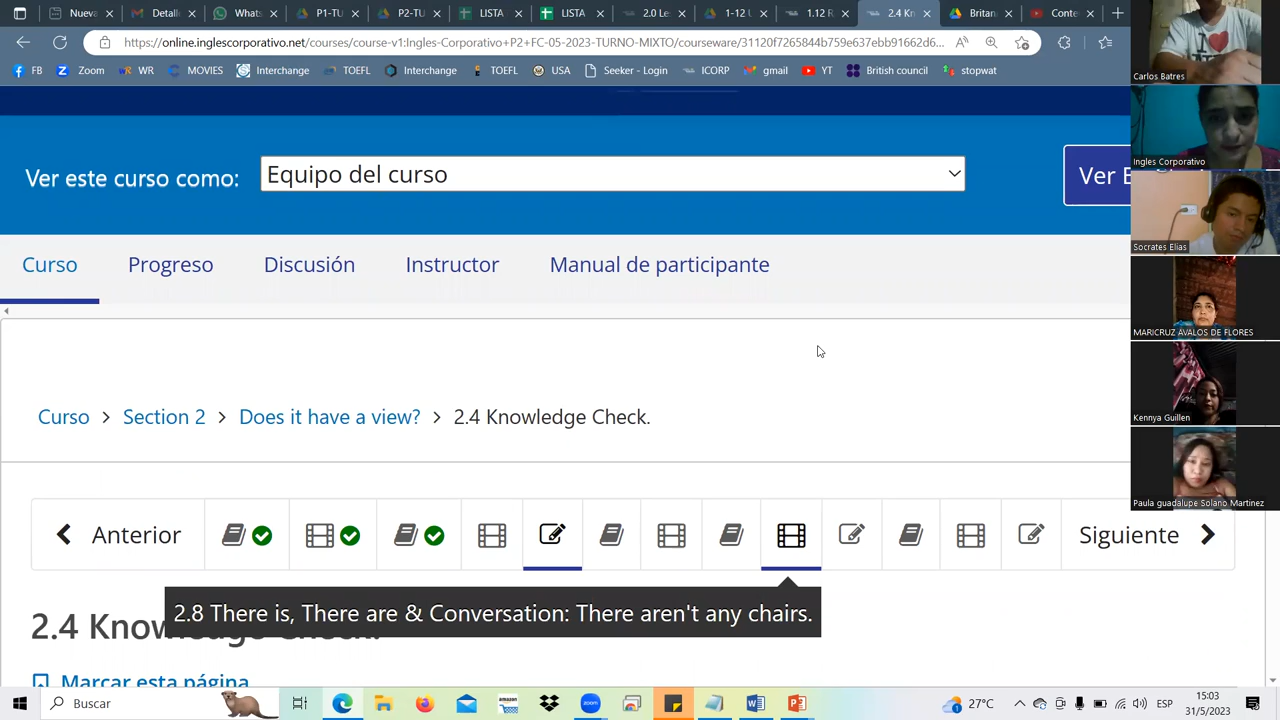 Nueva
Detalle
Whats
P1-TU
P2-TU
LISTA
LISTA
2.0 Le
1-12 U
1.12 R
2.4 Kn
Britan
Conte
https://online.inglescorporativo.net/courses/course-v1:Ingles-Corporativo+P2+FC-05-2023-TURNO-MIXTO/courseware/31120f7265844b759e637ebb91662d6...
FB
Zoom
WR
MOVIES
Interchange
TOEFL
Interchange
TOEFL
USA
Seeker - Login
ICORP
gmail
YT
British council
stopwat
Carlos Batres
Ingles Corporativo
Socrates Elias
MARICRUZ AVALOS DE FLORES
Kennya Guillen
Paula guadalupe Solano Martínez
Ver este curso como:
Equipo del curso
Ver E
Curso
Progreso
Discusión
Instructor
Manual de participante
Curso > Section 2 > Does it have a view? > 2.4 Knowledge Check.
Anterior
Siguiente
2.8 There is, There are & Conversation: There aren't any chairs.
2.4 Know
Marcar esta página
Buscar
27°C
ESP
15:03
31/5/2023